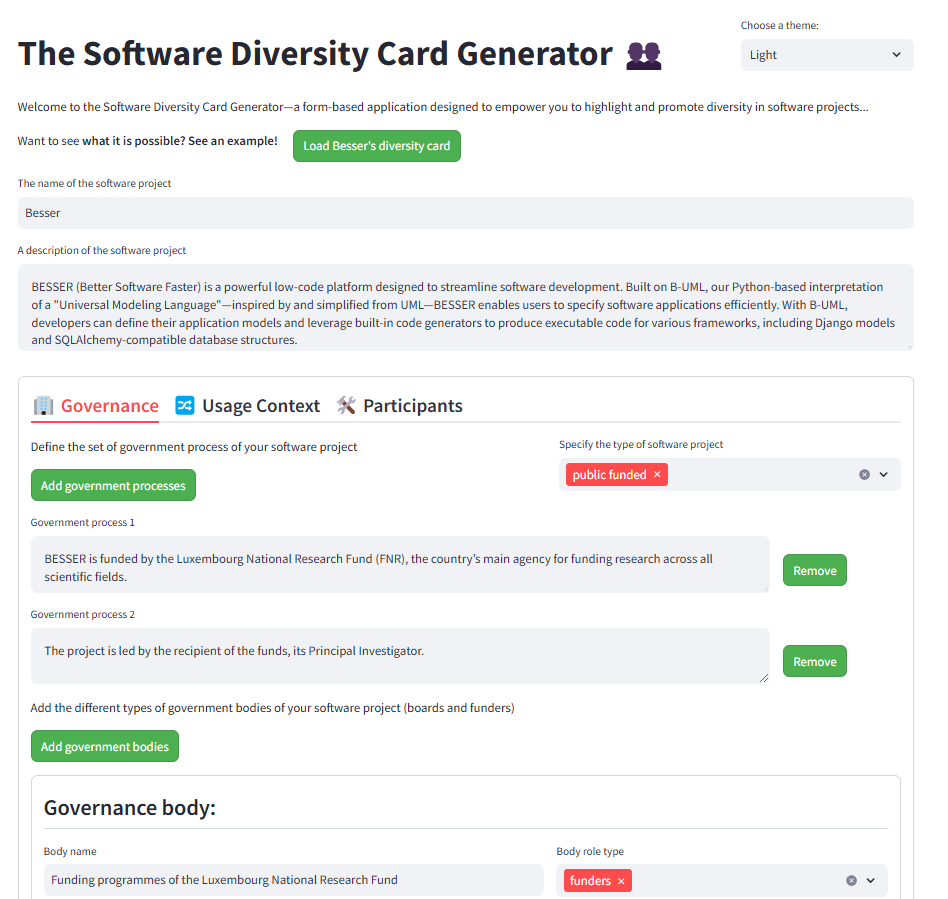 Choose a theme:
The Software Diversity Card Generator
Light
Welcome to the Software Diversity Card Generator—a form-based application designed to empower you to highlight and promote diversity in software projects...
Want to see what it is possible? See an example!
Load Besser's diversity card
The name of the software project
Besser
A description of the software project
BESSER (Better Software Faster) is a powerful low-code platform designed to streamline software development. Built on B-UML, our Python-based interpretation
of a "Universal Modeling Language"—inspired by and simplified from UML—BESSER enables users to specify software applications efficiently. With B-UML,
developers can define their application models and leverage built-in code generators to produce executable code for various frameworks, including Django models
and SQLAlchemy-compatible database structures.
Governance
Usage Context
Participants
Define the set of government process of your software project
Specify the type of software project
Add government processes
public funded
Government process 1
BESSER is funded by the Luxembourg National Research Fund (FNR), the country’s main agency for funding research across all
scientific fields.
Remove
Government process 2
The project is led by the recipient of the funds, its Principal Investigator.
Remove
Add the different types of government bodies of your software project (boards and funders)
Add government bodies
Governance body:
Body name
Body role type
Funding programmes of the Luxembourg National Research Fund
funders